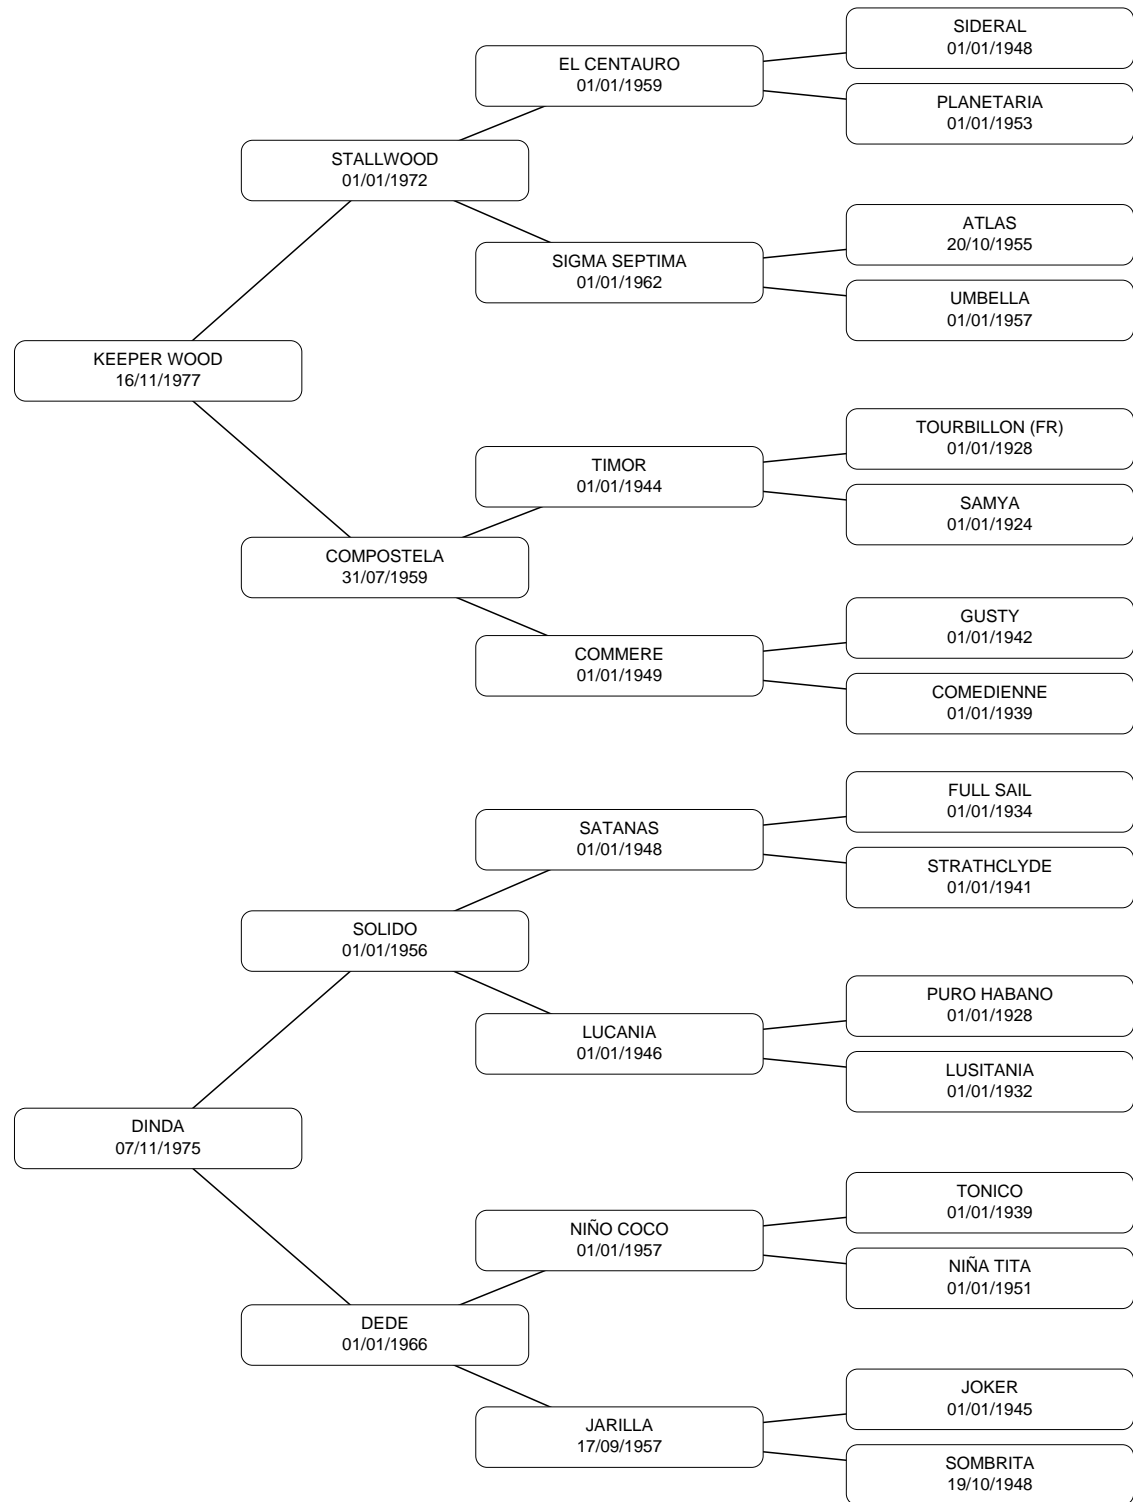 SIDERAL
01/01/1948
EL CENTAURO
01/01/1959
PLANETARIA
01/01/1953
STALLWOOD
01/01/1972
ATLAS
20/10/1955
SIGMA SEPTIMA
01/01/1962
UMBELLA
01/01/1957
KEEPER WOOD
16/11/1977
TOURBILLON (FR)
01/01/1928
TIMOR
01/01/1944
SAMYA
01/01/1924
COMPOSTELA
31/07/1959
GUSTY
01/01/1942
COMMERE
01/01/1949
COMEDIENNE
01/01/1939
FULL SAIL
01/01/1934
SATANAS
01/01/1948
STRATHCLYDE
01/01/1941
SOLIDO
01/01/1956
PURO HABANO
01/01/1928
LUCANIA
01/01/1946
LUSITANIA
01/01/1932
DINDA
07/11/1975
TONICO
01/01/1939
NIÑO COCO
01/01/1957
NIÑA TITA
01/01/1951
DEDE
01/01/1966
JOKER
01/01/1945
JARILLA
17/09/1957
SOMBRITA
19/10/1948